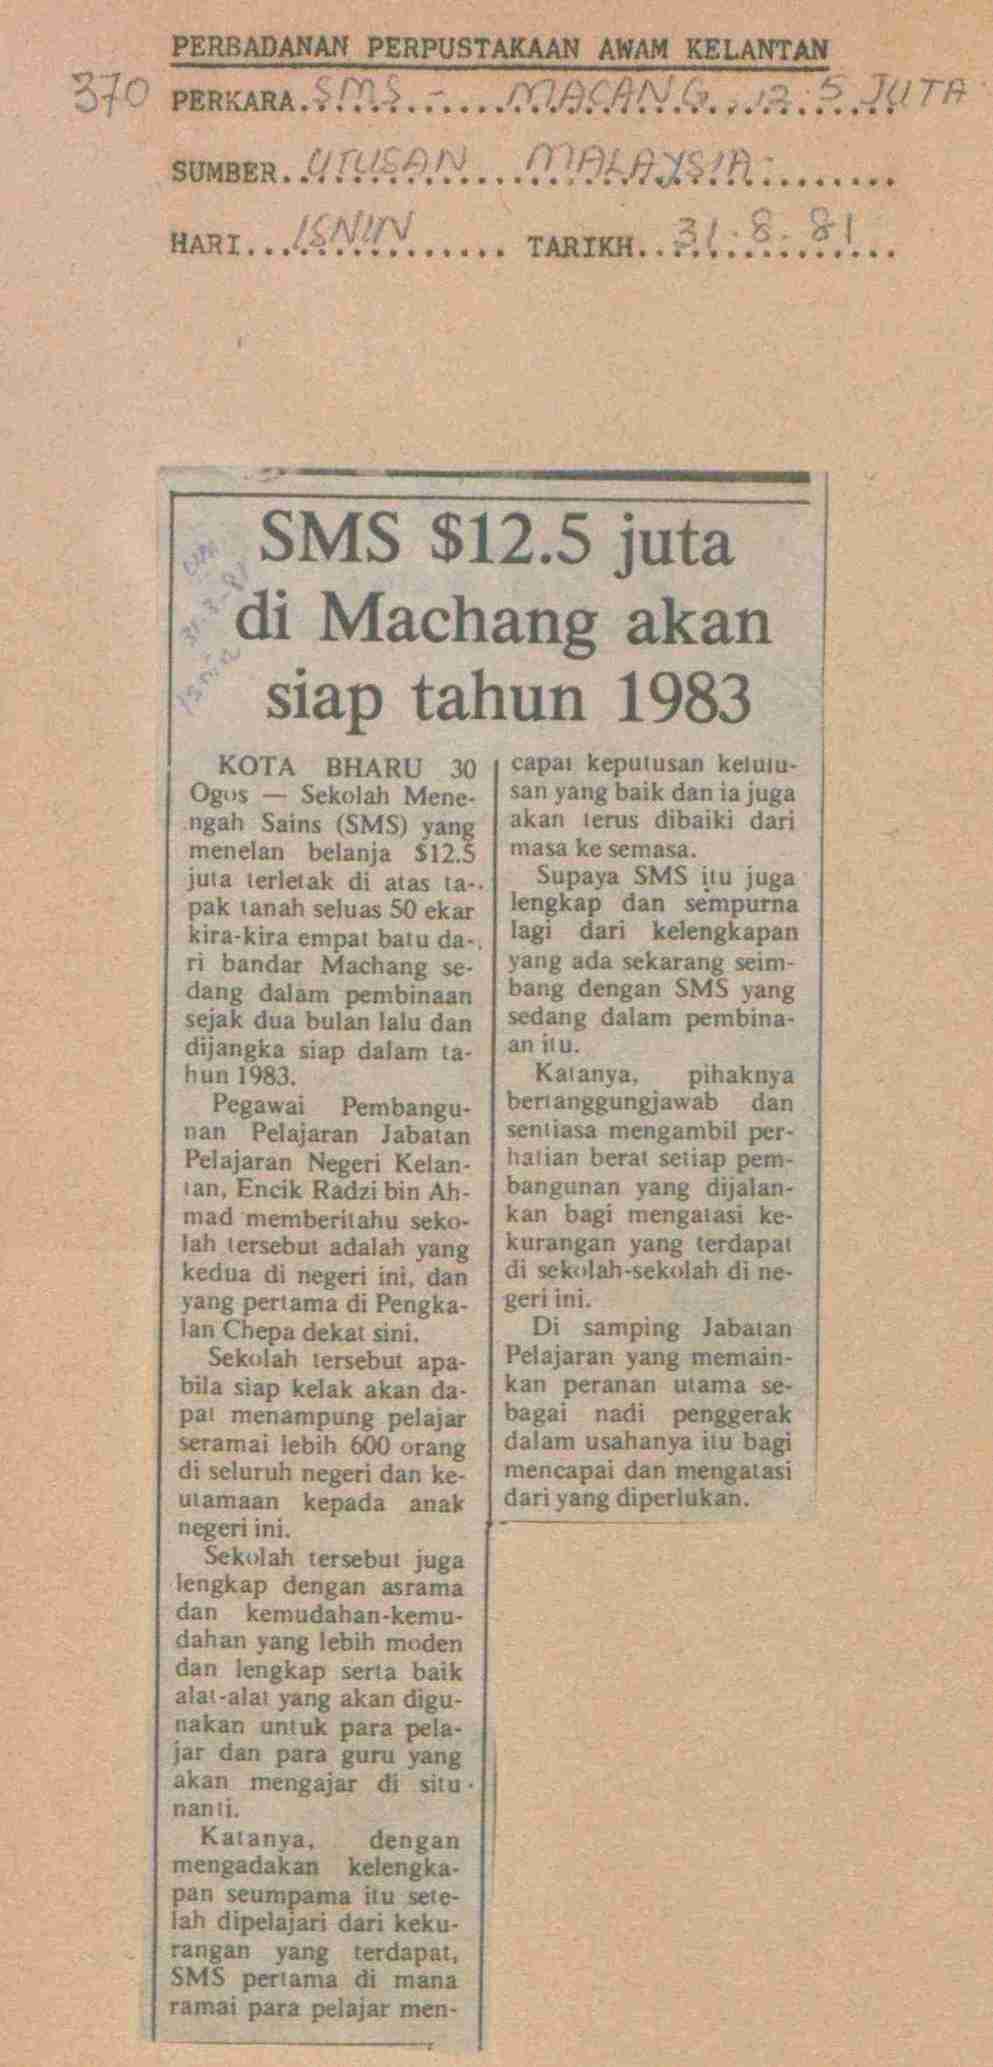 PERBADANAN PERPUSTAKAAN AWAM KELANTAN
370 PERKARA..SMS - MACANG 12.5 JUTA
SUMBER..UTUSAN MALAYSIA
HARI...ISNIN TARIKH..31.8.81
31-8-81
Isnin
SMS $12.5 juta
di Machang akan
siap tahun 1983
KOTA BHARU 30
Ogos — Sekolah Mene-
ngah Sains (SMS) yang
menelan belanja $12.5
juta terletak di atas ta-
pak tanah seluas 50 ekar
kira-kira empat batu da-
ri bandar Machang se-
dang dalam pembinaan
sejak dua bulan lalu dan
dijangka siap dalam ta-
hun 1983.
Pegawai Pembangu-
nan Pelajaran Jabatan
Pelajaran Negeri Kelan-
tan, Encik Radzi bin Ah-
mad memberitahu seko-
lah tersebut adalah yang
kedua di negeri ini, dan
yang pertama di Pengka-
lan Chepa dekat sini.
Sekolah tersebut apa-
bila siap kelak akan da-
pat menampung pelajar
seramai lebih 600 orang
di seluruh negeri dan ke-
utamaan kepada anak
negeri ini.
Sekolah tersebut juga
lengkap dengan asrama
dan kemudahan-kemu-
dahan yang lebih moden
dan lengkap serta baik
alat-alat yang akan digu-
nakan untuk para pela-
jar dan para guru yang
akan mengajar di situ
nanti.
Katanya, dengan
mengadakan kelengka-
pan seumpama itu sete-
lah dipelajari dari keku-
rangan yang terdapat,
SMS pertama di mana
ramai para pelajar men-
capai keputusan kelulu-
san yang baik dan ia juga
akan terus dibaiki dari
masa ke semasa.
Supaya SMS itu juga
lengkap dan sempurna
lagi dari kelengkapan
yang ada sekarang seim-
bang dengan SMS yang
sedang dalam pembina-
an itu.
Katanya, pihaknya
bertanggungjawab dan
sentiasa mengambil per-
hatian berat setiap pem-
bangunan yang dijalan-
kan bagi mengatasi ke-
kurangan yang terdapat
di sekolah-sekolah di ne-
geri ini.
Di samping Jabatan
Pelajaran yang memain-
kan peranan utama se-
bagai nadi penggerak
dalam usahanya itu bagi
mencapai dan mengatasi
dari yang diperlukan.